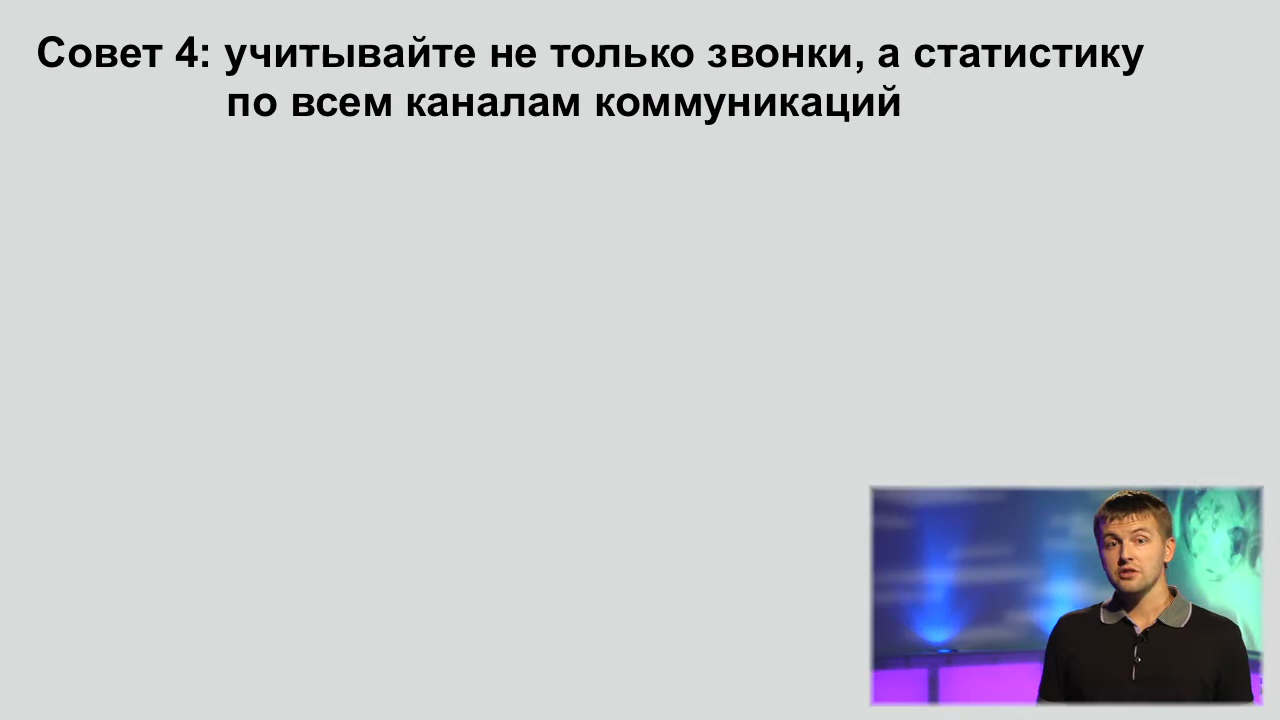 Совет 4: учитывайте не только звонки, а статистику
по всем каналам коммуникаций